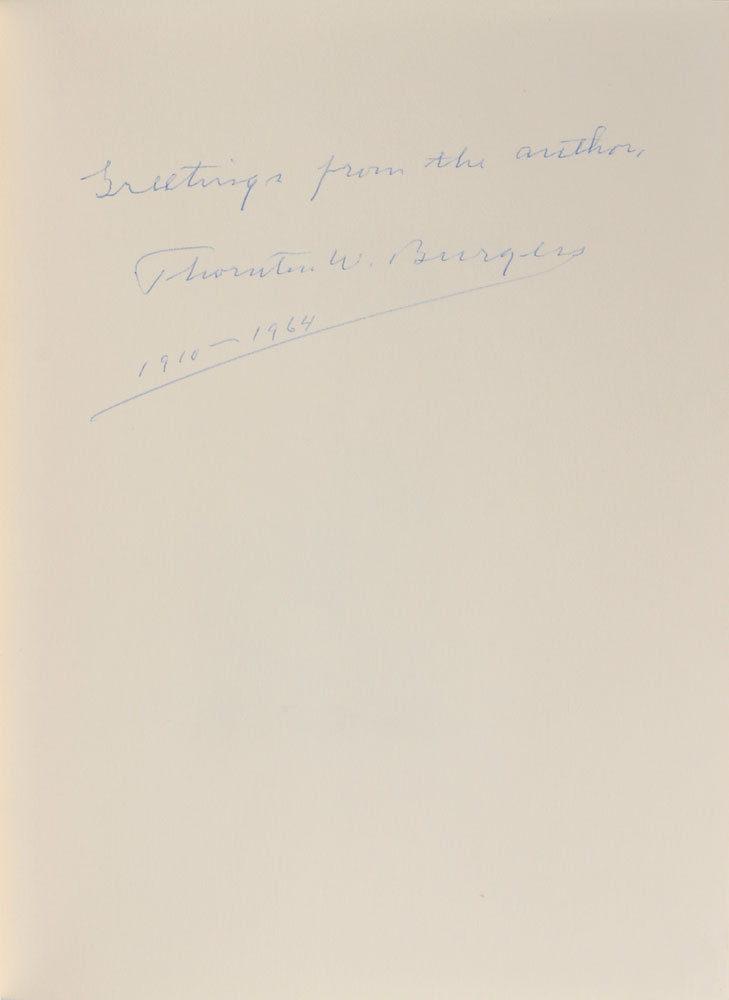 Greetings from the author,
Thornton W. Burgess
1910 — 1964